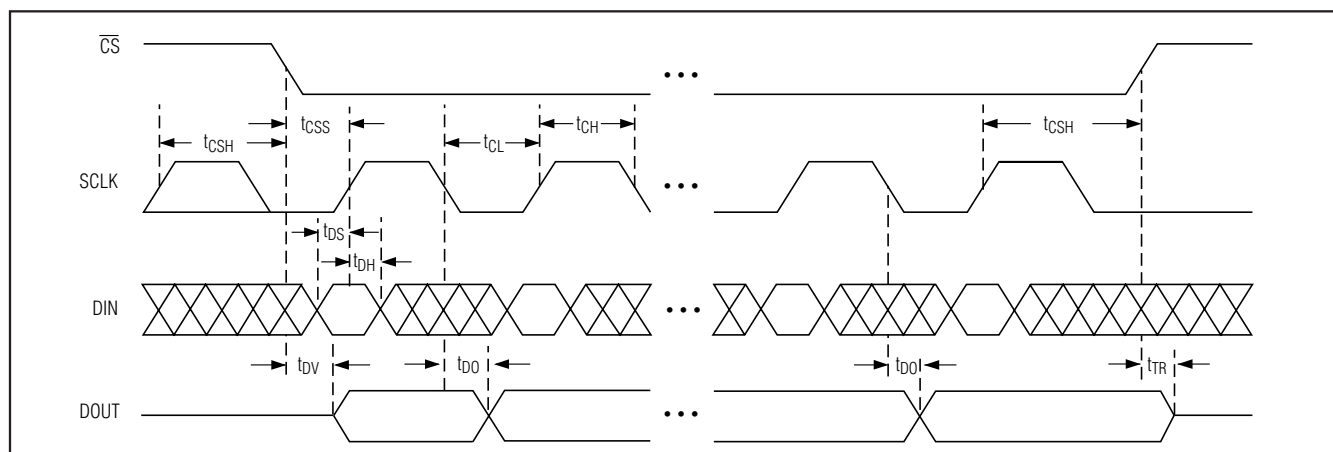 CS
tCSS
tCH
tCSH
tCL
tCSH
SCLK
tDS
tDH
DIN
tDV
tDO
tDO
tTR
DOUT